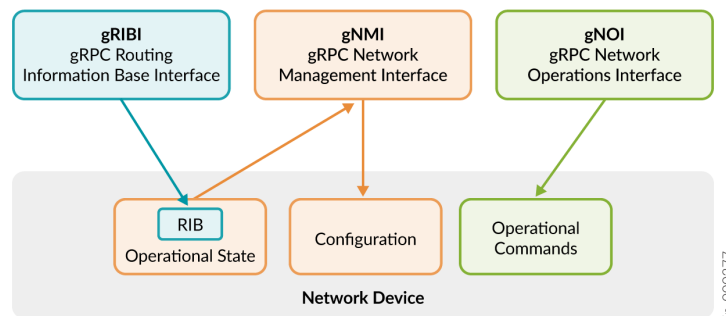 gRIBI
gRPC Routing
Information Base Interface
gNMI
gRPC Network
Management Interface
gNOI
gRPC Network
Operations Interface
RIB
Operational State
Configuration
Operational
Commands
Network Device